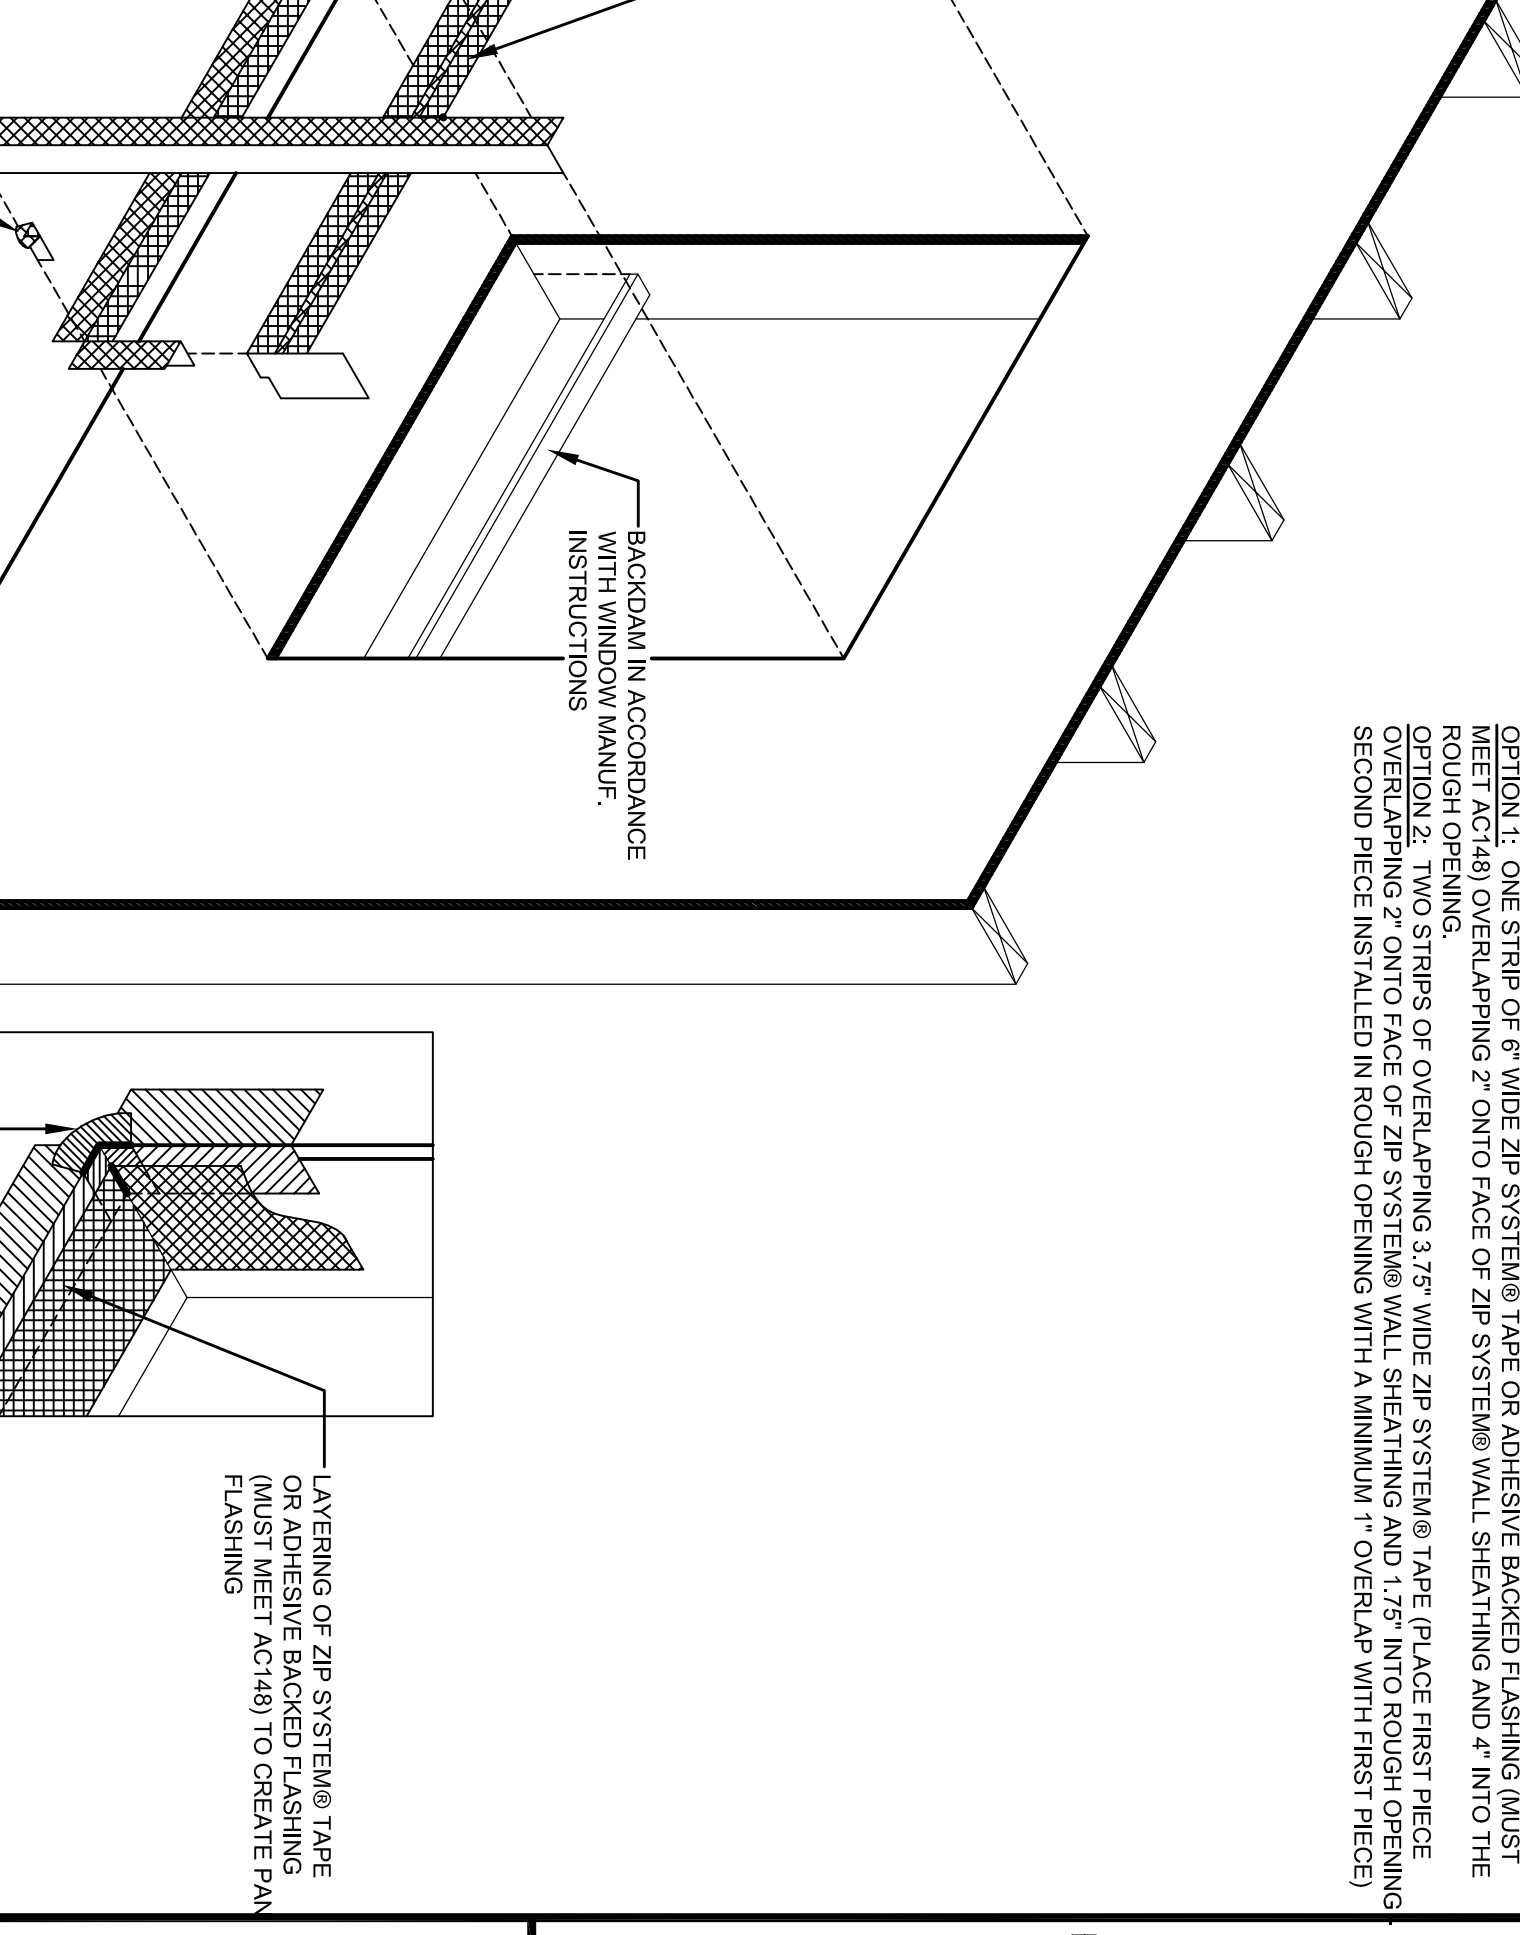 OPTION 1: ONE STRIP OF 6" WIDE ZIP SYSTEM® TAPE OR ADHESIVE BACKED FLASHING (MUST
MEET AC148) OVERLAPPING 2" ONTO FACE OF ZIP SYSTEM® WALL SHEATHING AND 4" INTO THE
ROUGH OPENING.
OPTION 2: TWO STRIPS OF OVERLAPPING 3.75" WIDE ZIP SYSTEM® TAPE (PLACE FIRST PIECE
OVERLAPPING 2" ONTO FACE OF ZIP SYSTEM® WALL SHEATHING AND 1.75" INTO ROUGH OPENING
SECOND PIECE INSTALLED IN ROUGH OPENING WITH A MINIMUM 1" OVERLAP WITH FIRST PIECE)
BACKDAM IN ACCORDANCE
WITH WINDOW MANUF.
INSTRUCTIONS
LAYERING OF ZIP SYSTEM® TAPE
OR ADHESIVE BACKED FLASHING
(MUST MEET AC148) TO CREATE PAN
FLASHING